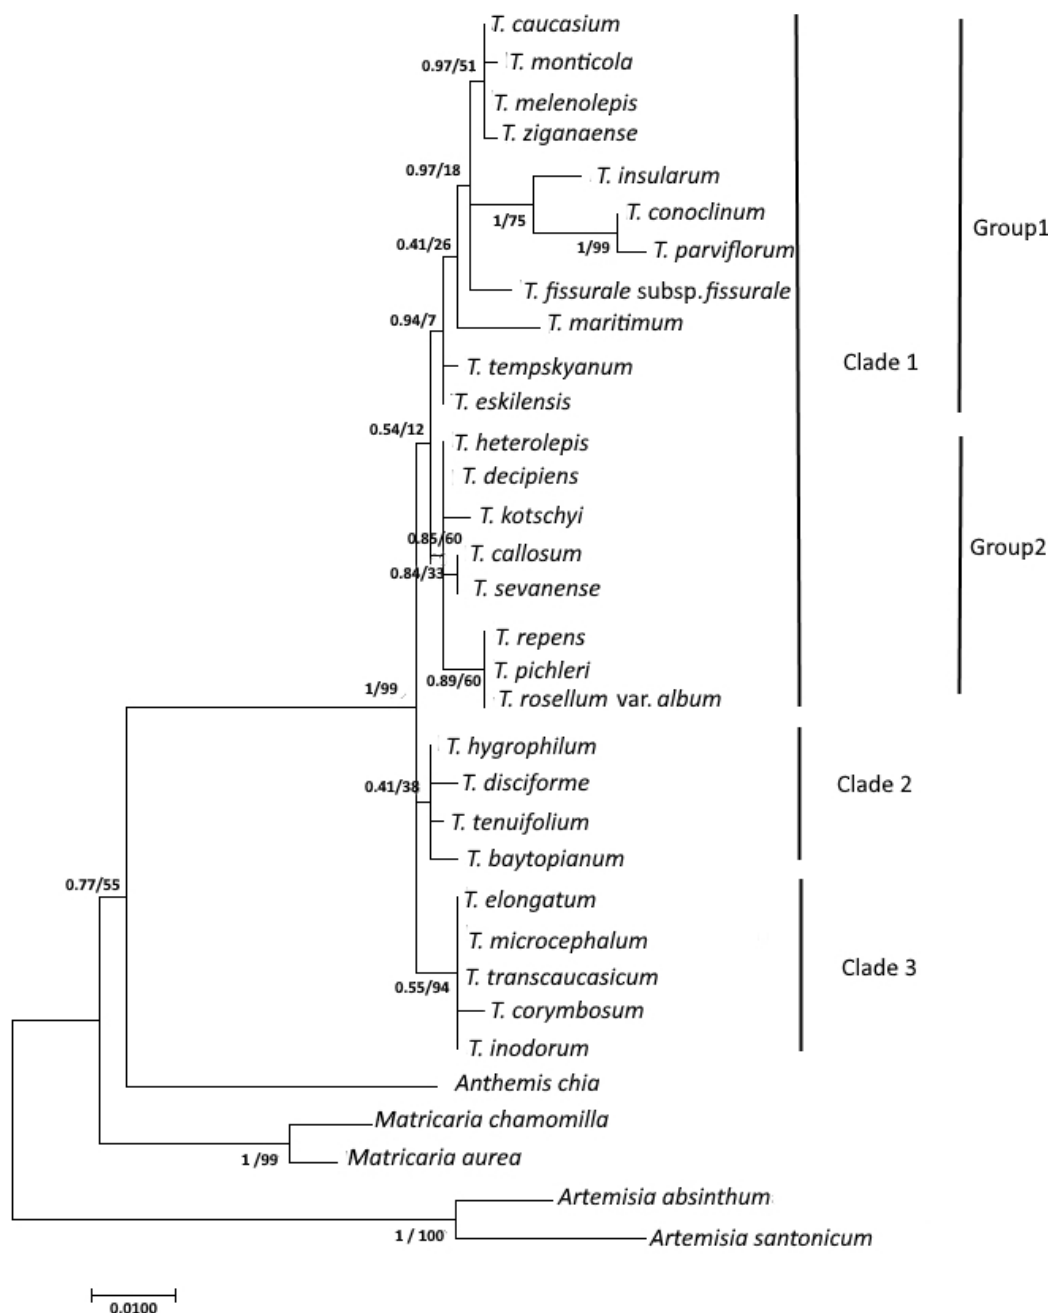 T. caucasium
0.97/51
T. monticola
T. melenolepis
T. ziganaense
0.97/18
T. insularum
T. conoclinum
1/75
Group1
0.41/26
1/99
T. parviflorum
T. fissurale subsp.fissurale
0.94/7
T. maritimum
Clade 1
T. tempskyanum
T. eskilensis
0.54/12
T. heterolepis
T. decipiens
T. kotschyi
0.85/60
Group2
T. callosum
0.84/33
T. sevanense
T. repens
T. pichleri
0.89/60
1/99
T. rosellum var. album
T. hygrophilum
0.41/38
T. disciforme
Clade 2
T. tenuifolium
T. baytopianum
0.77/55
T. elongatum
T. microcephalum
Clade 3
T. transcaucasicum
0.55/94
T. corymbosum
T. inodorum
Anthemis chia
Matricaria chamomilla
1 /99
Matricaria aurea
Artemisia absinthum
1 / 100
Artemisia santonicum
0.0100